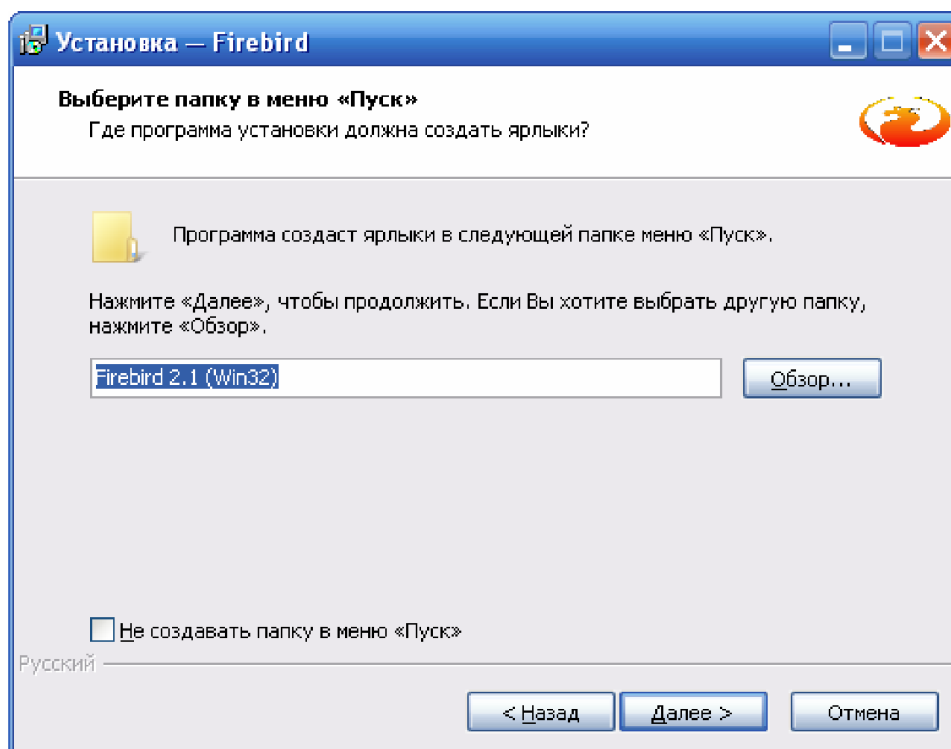 Установка — Firebird
Выберите папку в меню «Пуск»
Где программа установки должна создать ярлыки?
Программа создаст ярлыки в следующей папке меню «Пуск».
Нажмите «Далее», чтобы продолжить. Если Вы хотите выбрать другую папку,
нажмите «Обзор».
Firebird 2.1 (Win32)
Обзор...
Не создавать папку в меню «Пуск»
Русский
< Назад
Далее >
Отмена